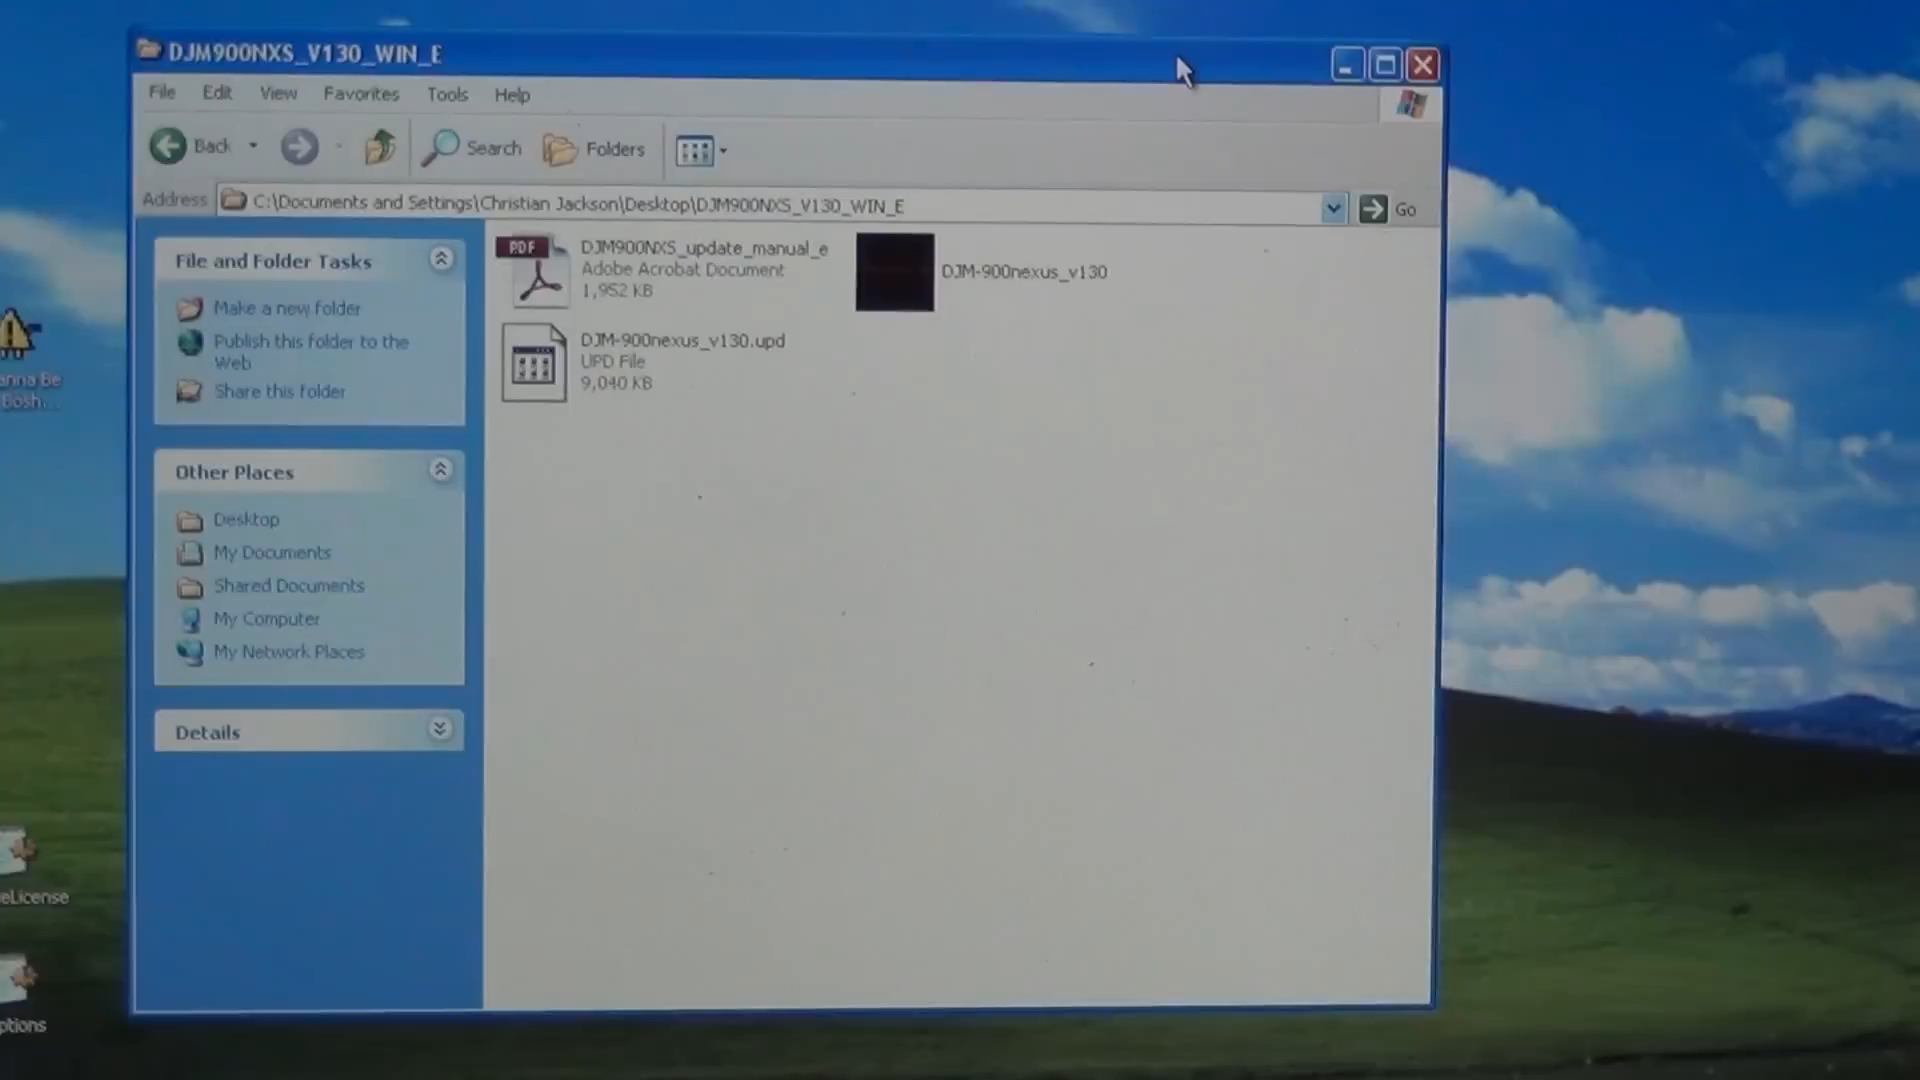 DJM900NXS_V130_WIN_E
File Edit View Favorites Tools Help
Back Search Folders
Address C:\Documents and Settings\Christian Jackson\Desktop\DJM900NXS_V130_WIN_E Go
File and Folder Tasks
Make a new folder
Publish this folder to the
Web
Share this folder
Other Places
Desktop
My Documents
Shared Documents
My Computer
My Network Places
Details
PDF
DJM900NXS_update_manual_e
Adobe Acrobat Document
1,952 KB
DJM-900nexus_v130
DJM-900nexus_v130.upd
UPD File
9,040 KB
anna Be
Bosh...
eLicense
ptions